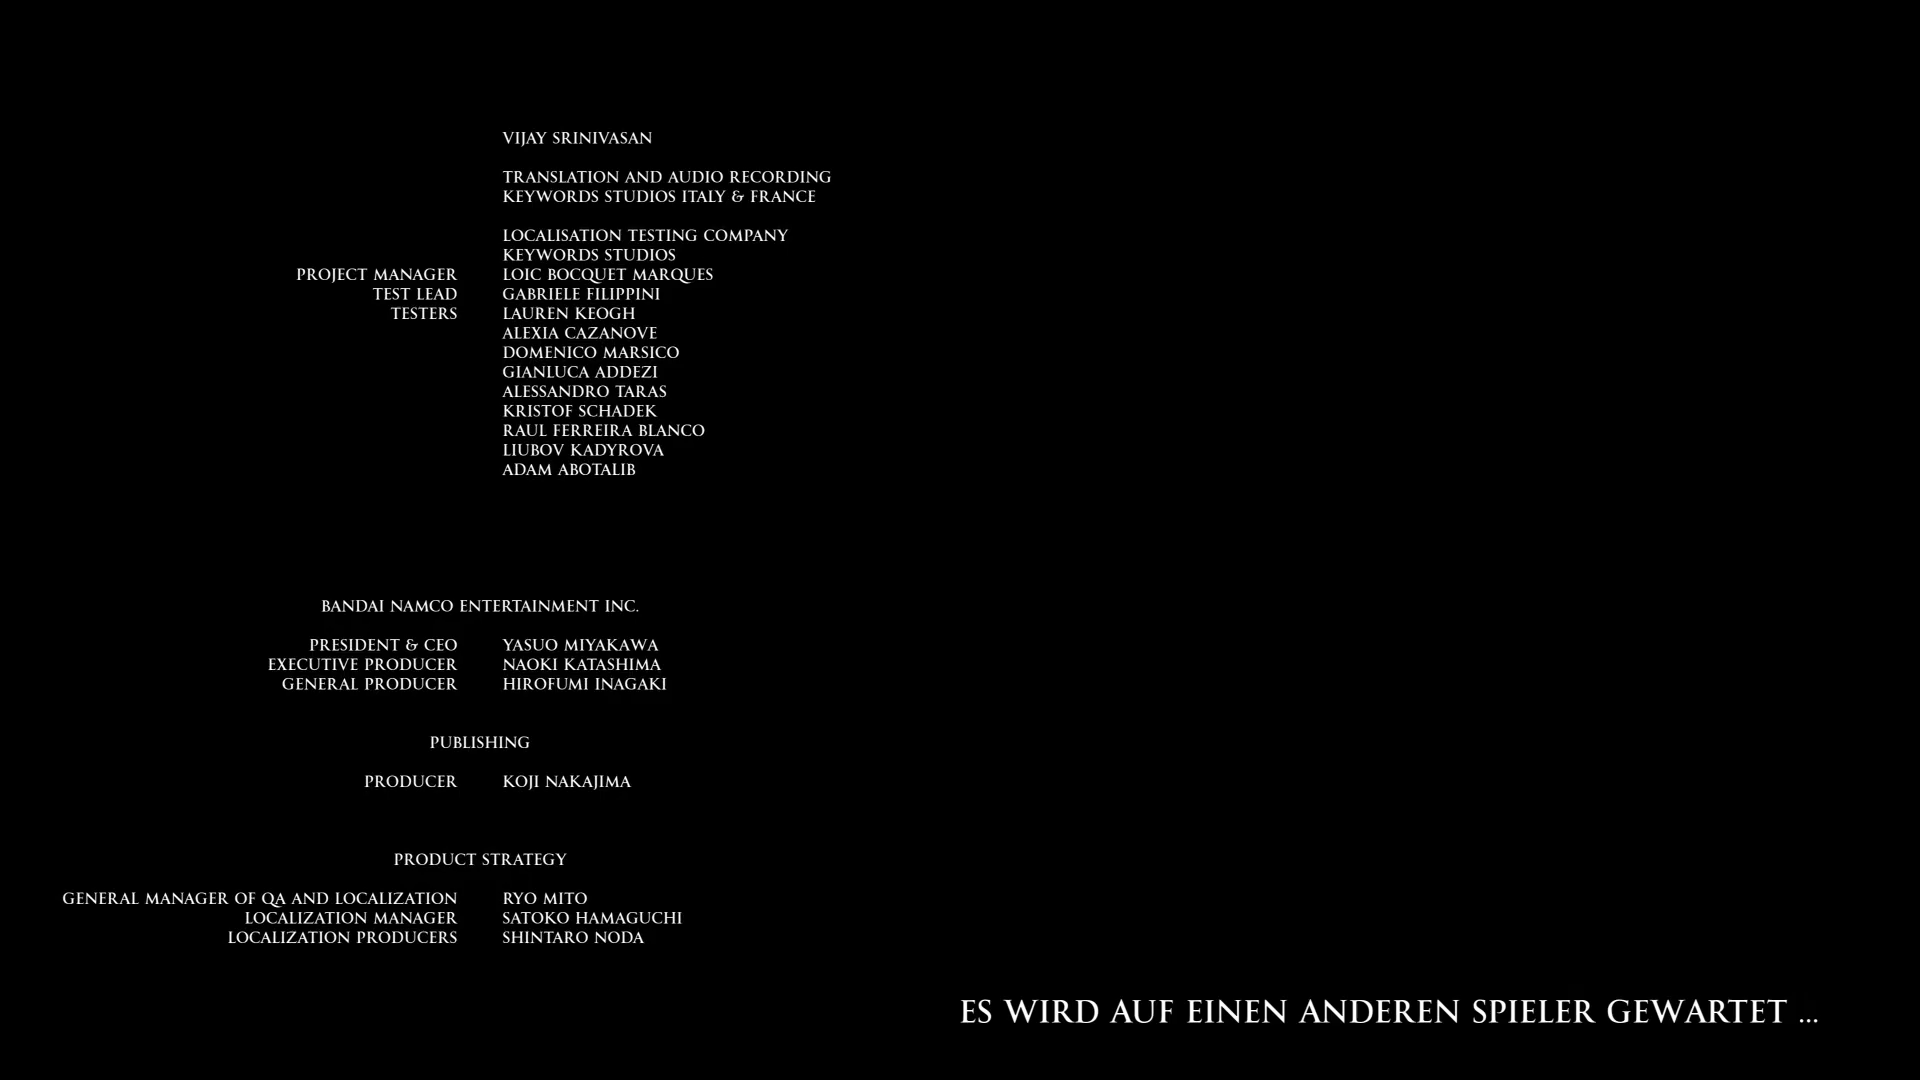 VIJAY SRINIVASAN
TRANSLATION AND AUDIO RECORDING
KEYWORDS STUDIOS ITALY & FRANCE
LOCALISATION TESTING COMPANY
KEYWORDS STUDIOS
PROJECT MANAGER LOIC BOCQUET MARQUES
TEST LEAD GABRIELE FILIPPINI
TESTERS LAUREN KEOGH
ALEXIA CAZANOVE
DOMENICO MARSICO
GIANLUCA ADDEZI
ALESSANDRO TARAS
KRISTOF SCHADEK
RAUL FERREIRA BLANCO
LIUBOV KADYROVA
ADAM ABOTALIB
BANDAI NAMCO ENTERTAINMENT INC.
PRESIDENT & CEO YASUO MIYAKAWA
EXECUTIVE PRODUCER NAOKI KATASHIMA
GENERAL PRODUCER HIROFUMI INAGAKI
PUBLISHING
PRODUCER KOJI NAKAJIMA
PRODUCT STRATEGY
GENERAL MANAGER OF QA AND LOCALIZATION RYO MITO
LOCALIZATION MANAGER SATOKO HAMAGUCHI
LOCALIZATION PRODUCERS SHINTARO NODA
ES WIRD AUF EINEN ANDEREN SPIELER GEWARTET ...